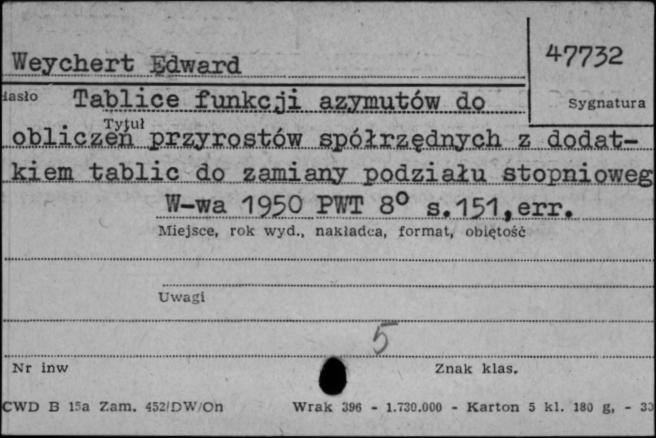 47732
Weychert Edward
Hasło Tablice funkcji azymutów do Sygnatura
Tytuł
obliczeń przyrostów spółrzędnych z dodat-
kiem tablic do zamiany podziału stopnioweg
W-wa 1950 PWT 8° s.151,err.
Miejsce, rok wyd., nakładca, format, objętość
Uwagi
5
Nr inw Znak klas.
CWD B 15a Zam. 452/DW/On Wrak 396 - 1.730.000 - Karton 5 kl. 180 g, - 30